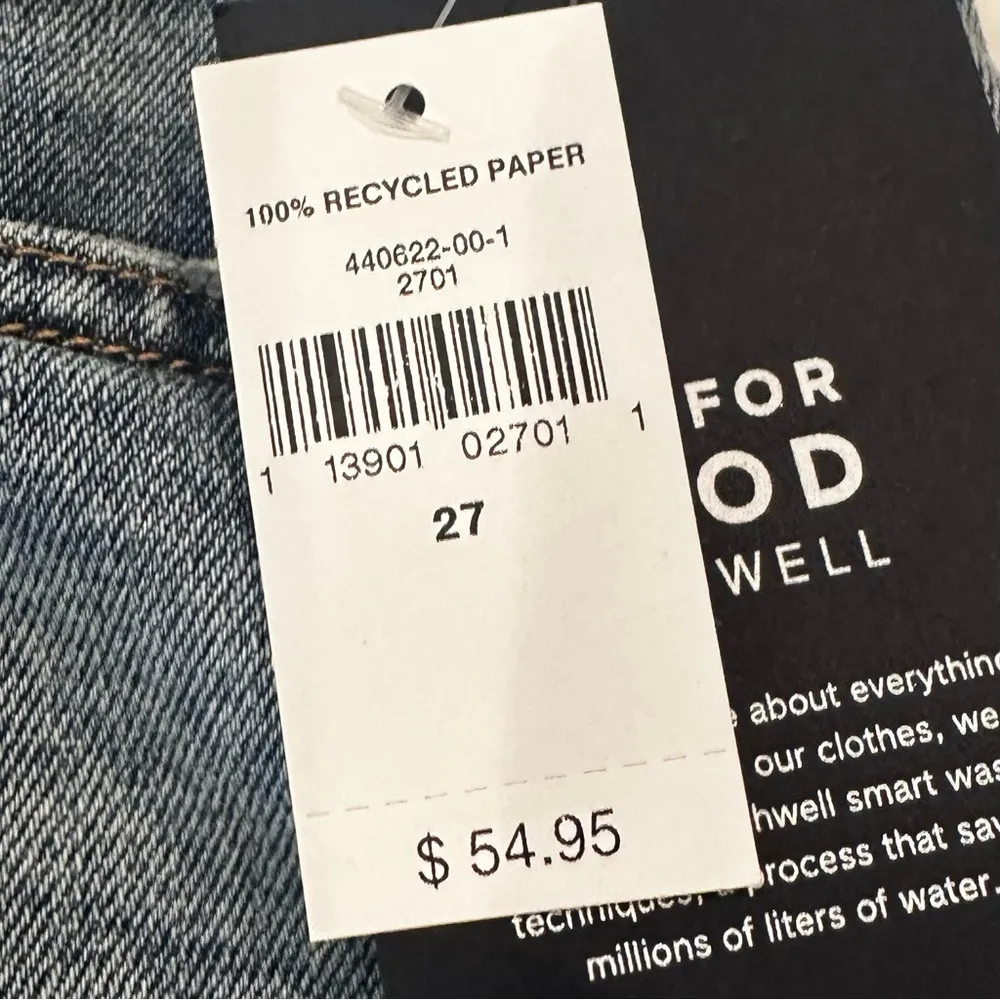 100% RECYCLED PAPER
440622-00-1
2701
1 13901 02701 1
27
$ 54.95
FOR
OD
WELL
about everything
our clothes, we
hwell smart was
techniques, a process that sav
millions of liters of water.